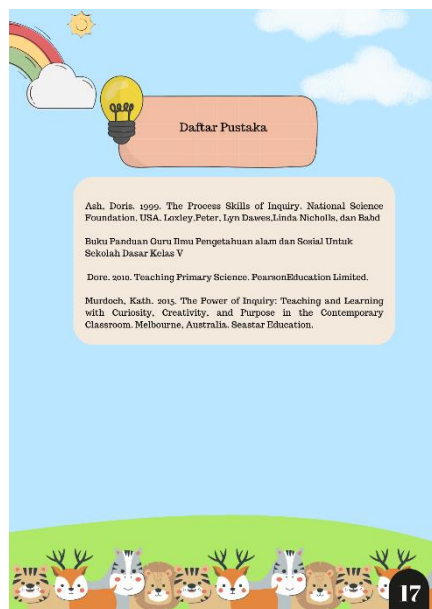 Daftar Pustaka
Ash, Doris. 1999. The Process Skills of Inquiry. National Science
Foundation, USA. Loxley,Peter, Lyn Dawes,Linda Nicholls, dan Babd
Buku Panduan Guru Ilmu Pengetahuan alam dan Sosial Untuk
Sekolah Dasar Kelas V
Dore. 2010. Teaching Primary Science. PearsonEducation Limited.
Murdoch, Kath. 2015. The Power of Inquiry: Teaching and Learning
with Curiosity, Creativity, and Purpose in the Contemporary
Classroom. Melbourne, Australia. Seastar Education.
17